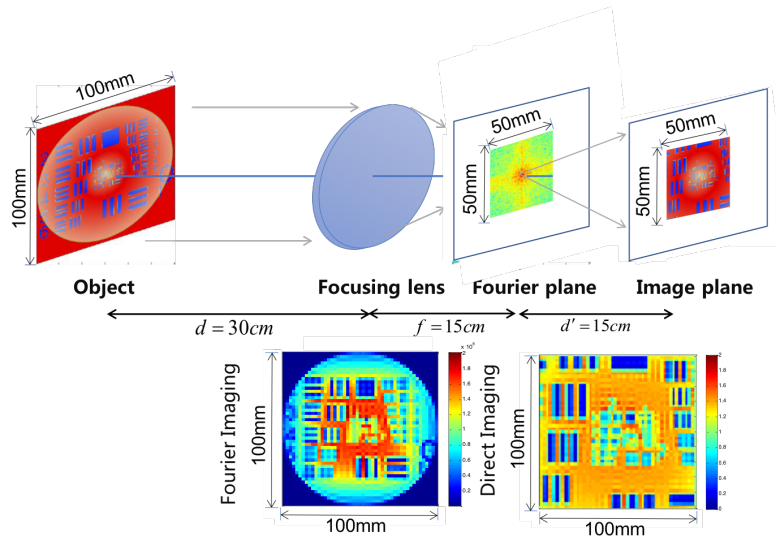 100mm
100mm
50mm
50mm
50mm
50mm
Object
Focusing lens
Fourier plane
Image plane
d = 30cm
f = 15cm
d' = 15cm
Fourier Imaging
100mm
100mm
x 10
2
1.8
1.6
1.4
1.2
1
0.8
0.6
0.4
0.2
Direct Imaging
100mm
100mm
2
1.8
1.6
1.4
1.2
1
0.8
0.6
0.4
0.2
0